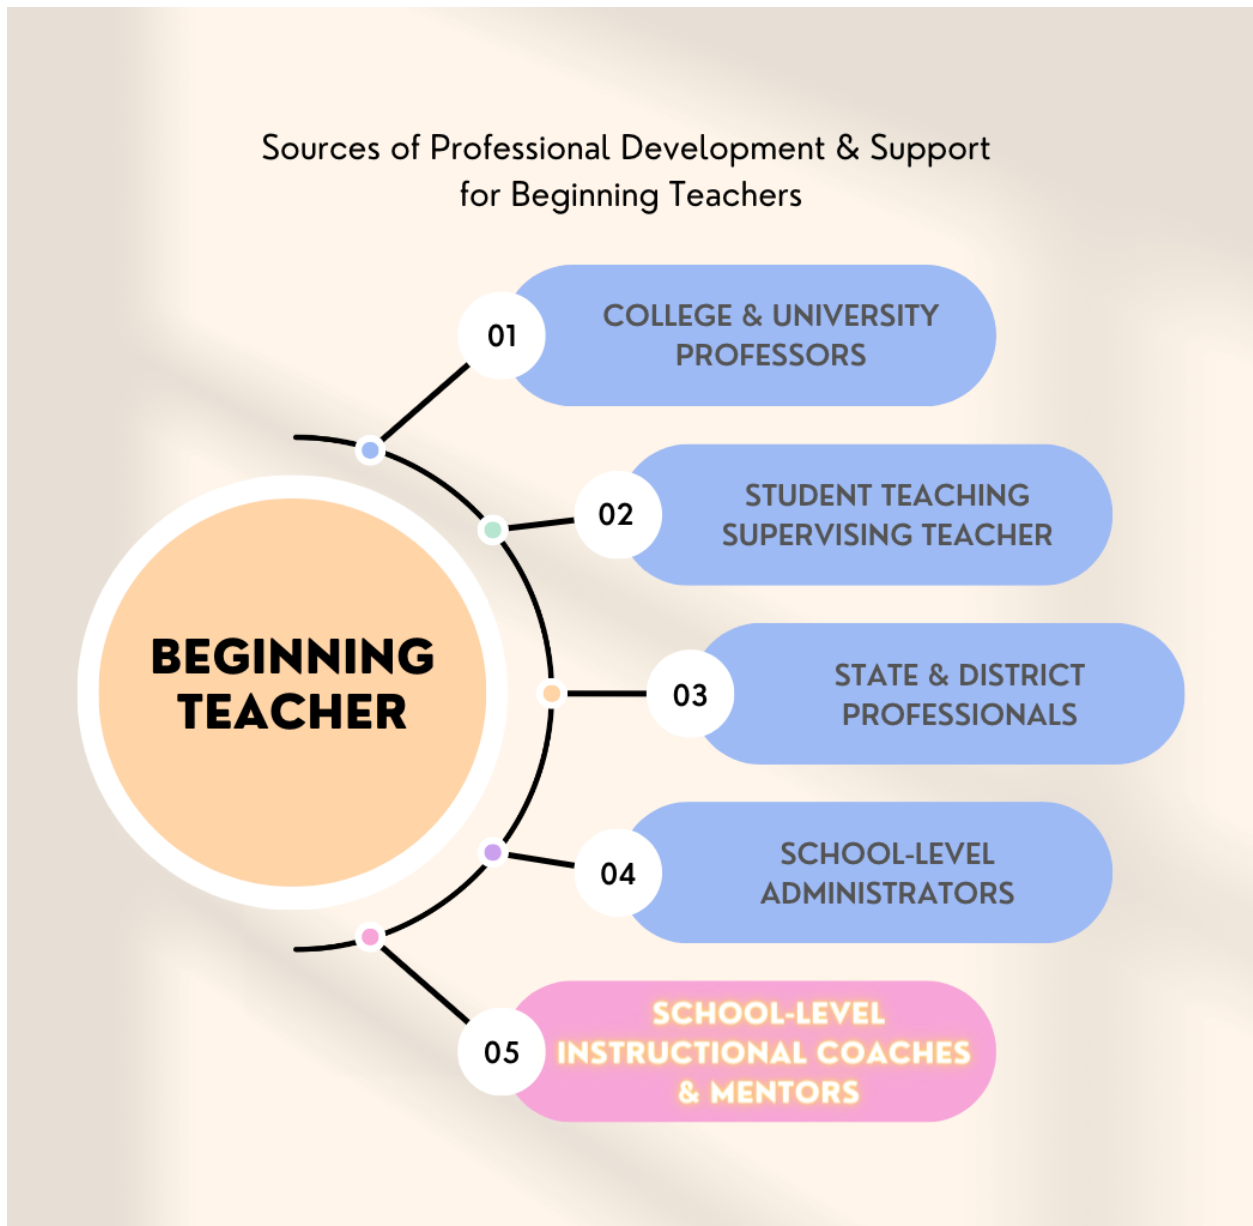 Sources of Professional Development & Support
for Beginning Teachers
01
COLLEGE & UNIVERSITY
PROFESSORS
02
STUDENT TEACHING
SUPERVISING TEACHER
BEGINNING
TEACHER
03
STATE & DISTRICT
PROFESSIONALS
04
SCHOOL-LEVEL
ADMINISTRATORS
05
SCHOOL-LEVEL
INSTRUCTIONAL COACHES
& MENTORS